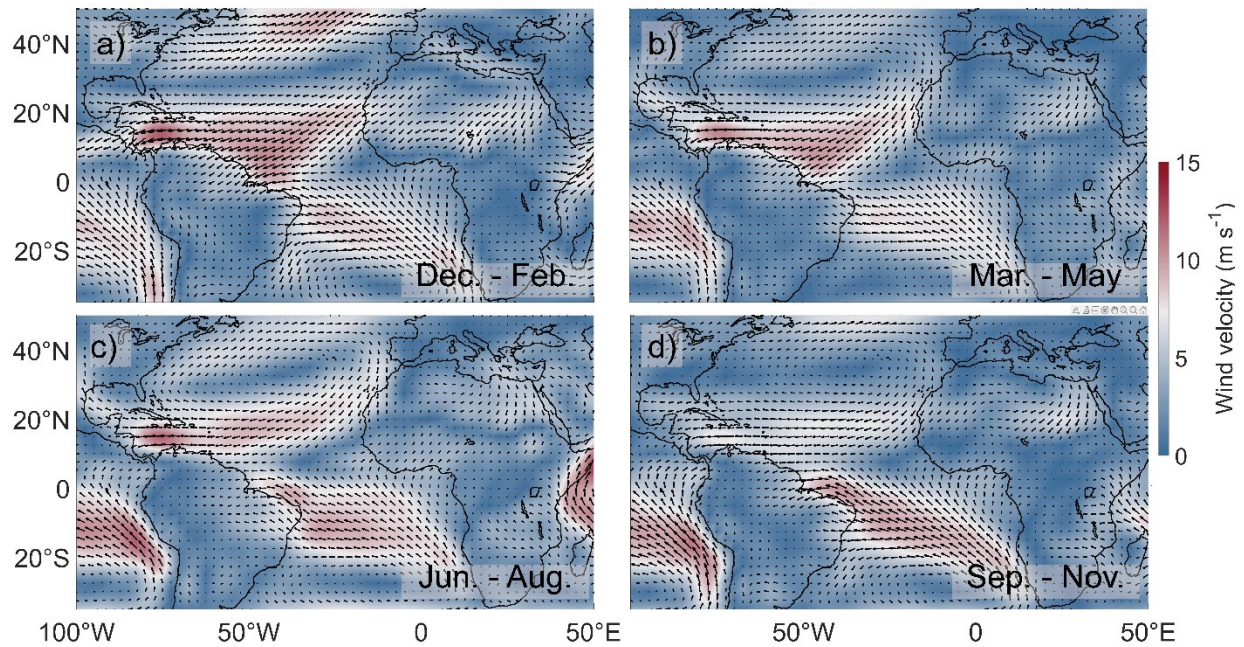 a)
b)
40°N
20°N
0
20°S
Dec. - Feb.
Mar. - May
c)
d)
40°N
20°N
0
20°S
Jun. - Aug.
Sep. - Nov.
100°W
50°W
0
50°E
50°W
0
50°E
15
10
5
0
Wind velocity (m s⁻¹)